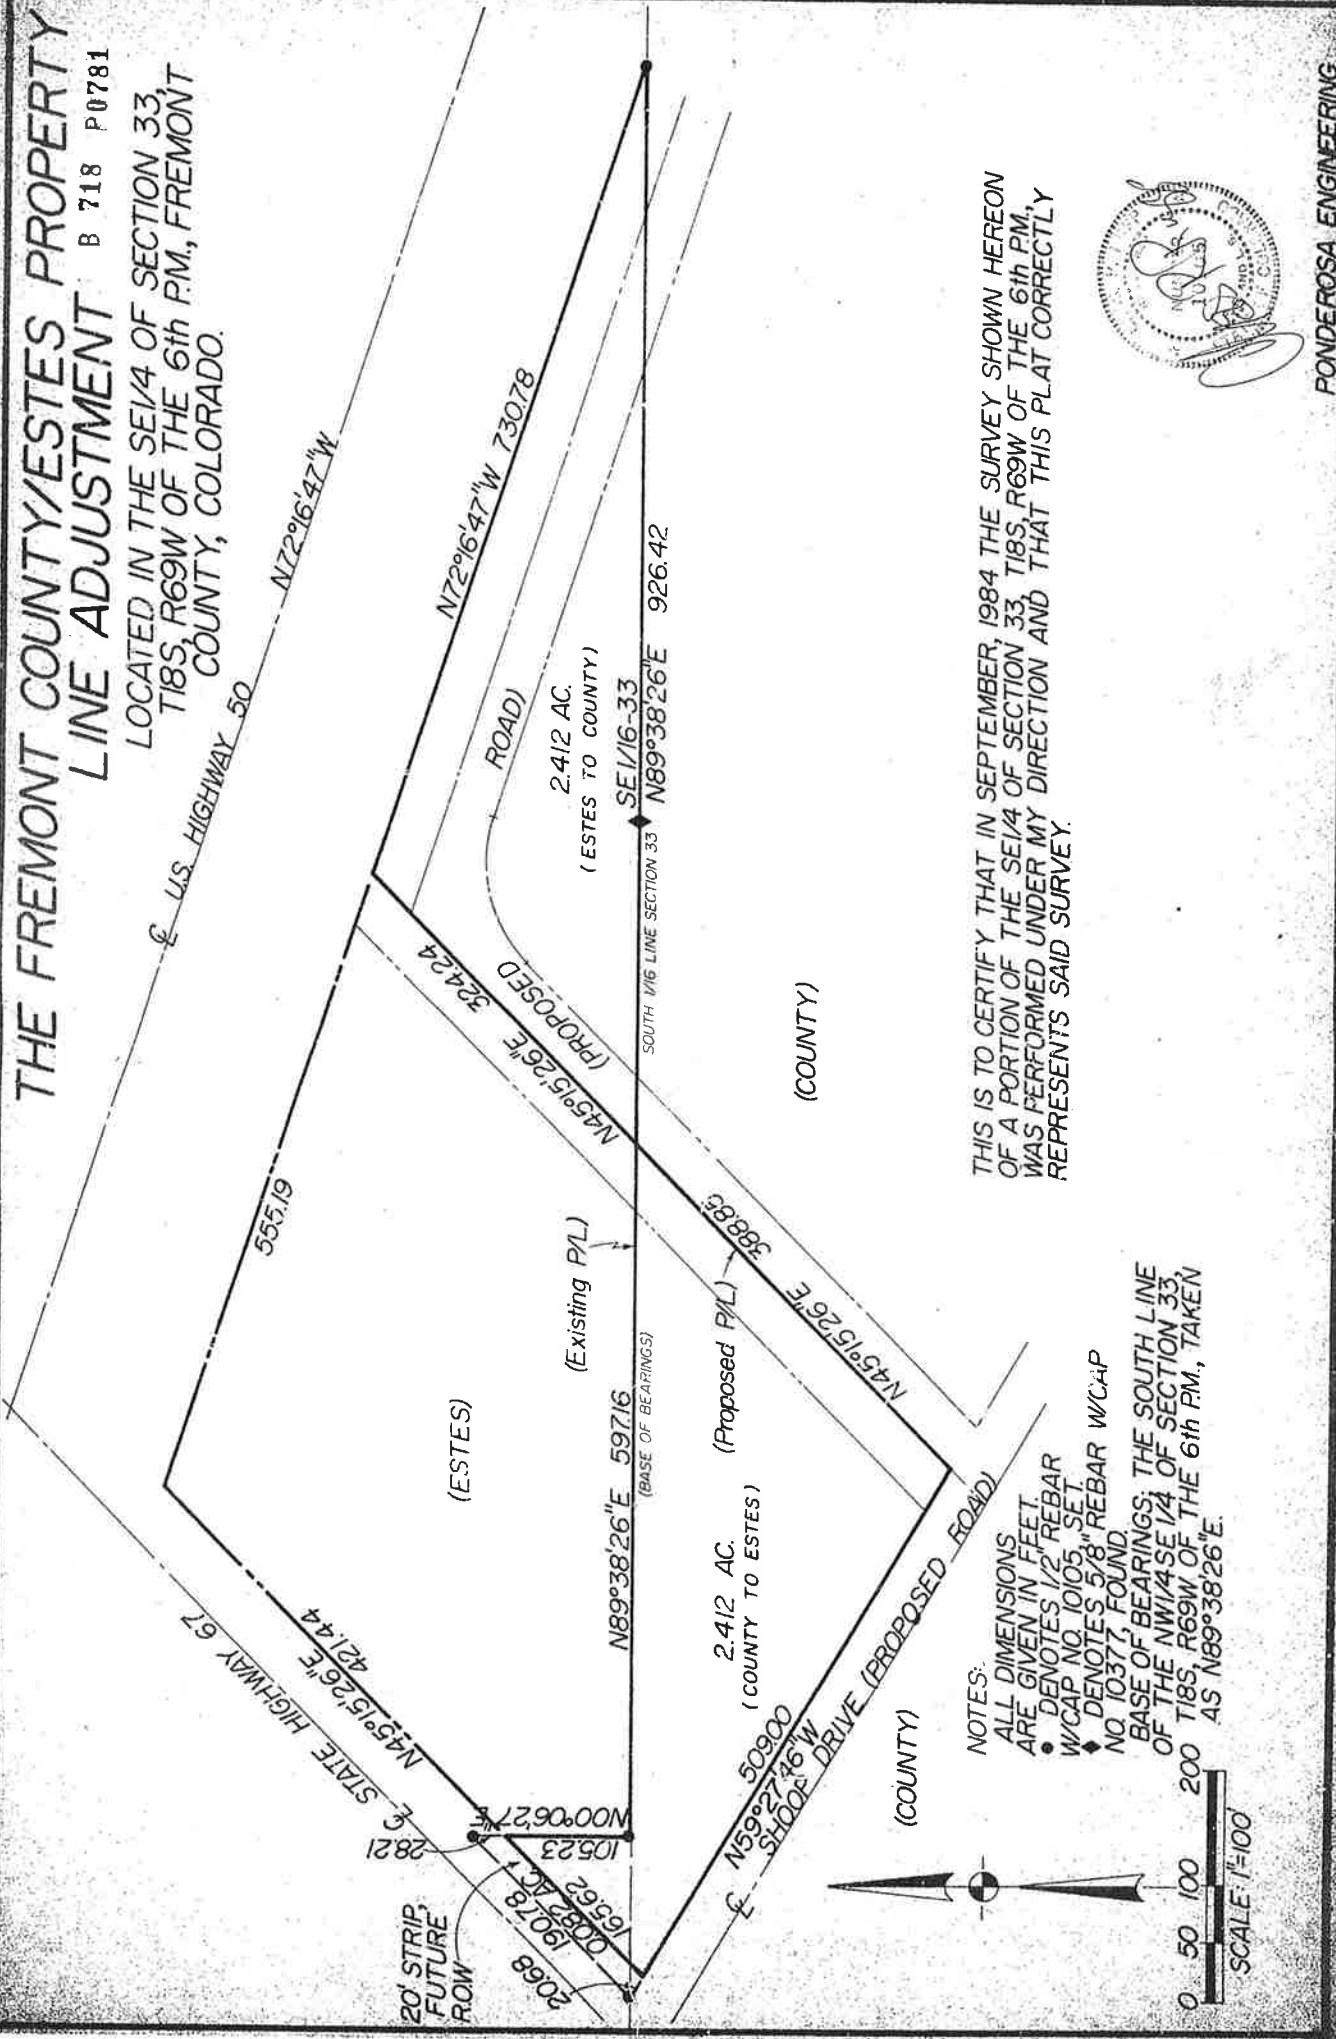 THE FREMONT COUNTY/ESTES PROPERTY
LINE ADJUSTMENT
B 718 P0781
LOCATED IN THE SE1/4 OF SECTION 33,
T18S, R69W OF THE 6th P.M., FREMONT
COUNTY, COLORADO.
℄ U.S. HIGHWAY 50
N72°16'47"W
N72°16'47"W 730.78
555.19
℄ STATE HIGHWAY 67
N45°15'26"E
421.44
(ESTES)
N45°15'26"E 324.24
(PROPOSED
ROAD)
2.412 AC.
(ESTES TO COUNTY)
SE1/16-33
N89°38'26"E 926.42
SOUTH 1/16 LINE SECTION 33
(Existing P/L)
N89°38'26"E 597.16
(BASE OF BEARINGS)
28.21
N00°06'27"E
105.23
20' STRIP,
FUTURE
R.O.W.
190.78
0.082 AC.
165.62
20.68
2.412 AC.
(COUNTY TO ESTES)
(Proposed P/L)
N45°15'26"E 388.85
(COUNTY)
509.00
N59°27'46"W
℄ SHOOF DRIVE (PROPOSED ROAD)
(COUNTY)
NOTES:
ALL DIMENSIONS
ARE GIVEN IN FEET.
● DENOTES 1/2" REBAR
W/CAP NO. 10105, SET.
◆ DENOTES 5/8" REBAR W/CAP
NO. 10377, FOUND.
BASE OF BEARINGS; THE SOUTH LINE
OF THE NW1/4SE1/4 OF SECTION 33,
T18S, R69W OF THE 6th P.M., TAKEN
AS N89°38'26"E.
0 50 100 200
SCALE: 1"=100'
THIS IS TO CERTIFY THAT IN SEPTEMBER, 1984 THE SURVEY SHOWN HEREON
OF A PORTION OF THE SE1/4 OF SECTION 33, T18S, R69W OF THE 6th P.M.,
WAS PERFORMED UNDER MY DIRECTION AND THAT THIS PLAT CORRECTLY
REPRESENTS SAID SURVEY.
PONDEROSA ENGINEERING